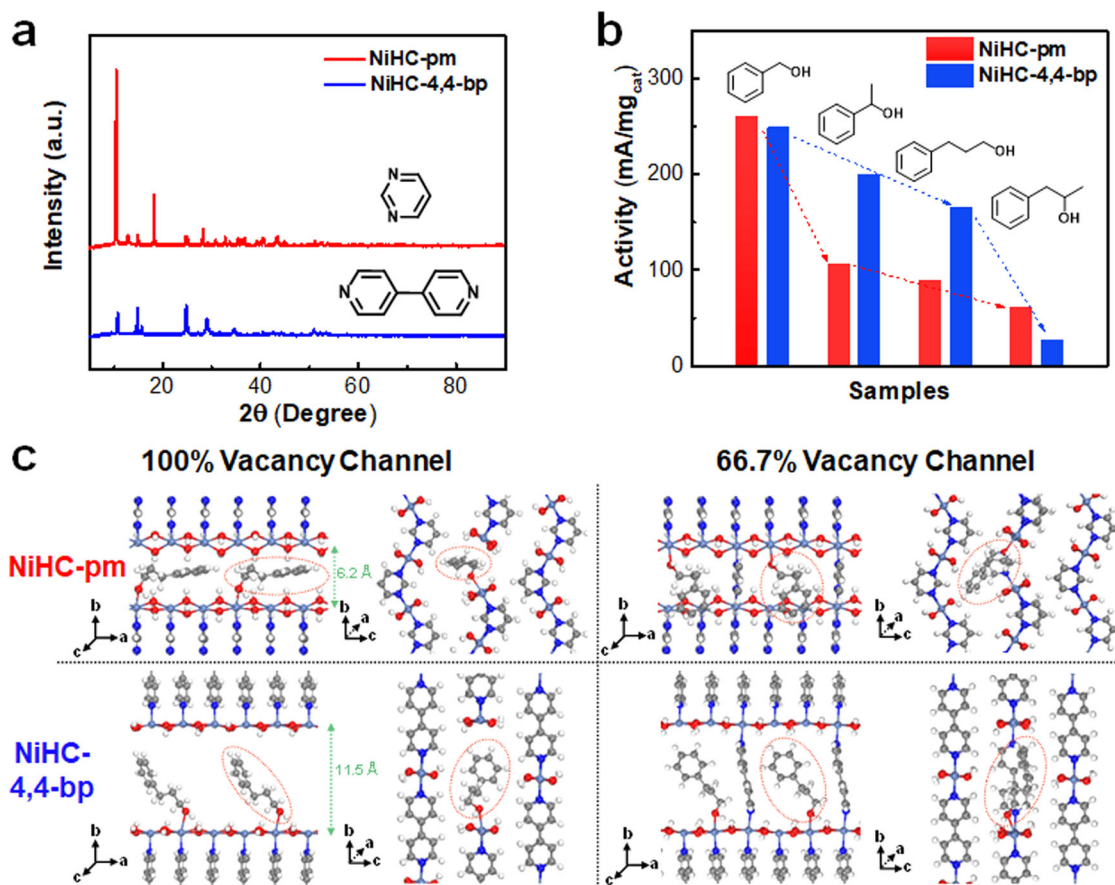 a
NiHC-pm
NiHC-4,4-bp
N
N
N
N
Intensity (a.u.)
20
40
60
80
2θ (Degree)
b
NiHC-pm
NiHC-4,4-bp
OH
OH
OH
OH
300
200
100
0
Activity (mA/mgcat)
Samples
c
100% Vacancy Channel
66.7% Vacancy Channel
NiHC-pm
6.2 Å
b
a
c
b
a
c
b
a
c
b
a
c
NiHC-
4,4-bp
11.5 Å
b
a
c
b
a
c
b
a
c
b
a
c